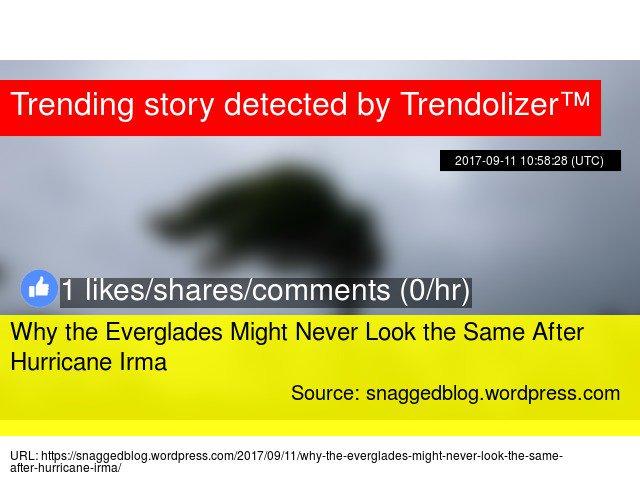 Trending story detected by Trendolizer™
2017-09-11 10:58:28 (UTC)
1 likes/shares/comments (0/hr)
Why the Everglades Might Never Look the Same After
Hurricane Irma
Source: snaggedblog.wordpress.com
URL: https://snaggedblog.wordpress.com/2017/09/11/why-the-everglades-might-never-look-the-same-
after-hurricane-irma/